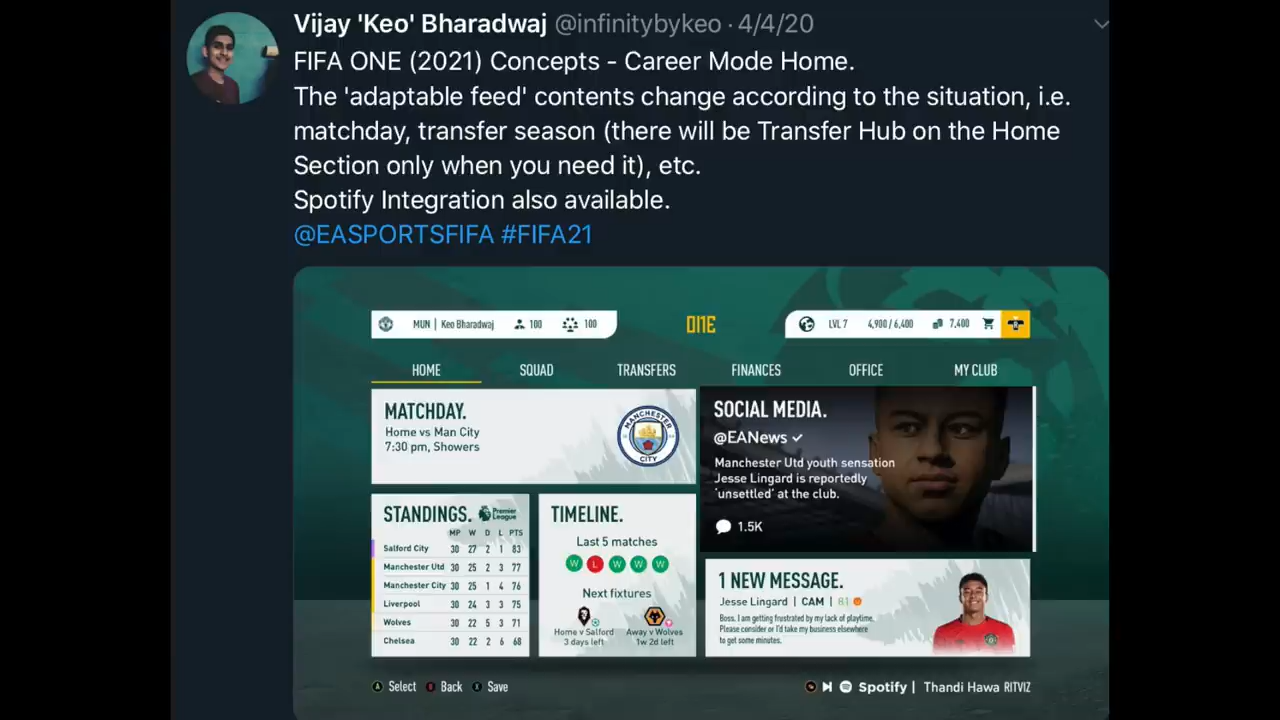 Vijay 'Keo' Bharadwaj @infinitybykeo · 4/4/20
FIFA ONE (2021) Concepts - Career Mode Home.
The 'adaptable feed' contents change according to the situation, i.e.
matchday, transfer season (there will be Transfer Hub on the Home
Section only when you need it), etc.
Spotify Integration also available.
@EASPORTSFIFA #FIFA21
MUN | Keo Bharadwaj 100 100
ONE
LVL 7 4,900 / 6,400 7,400
HOME SQUAD TRANSFERS FINANCES OFFICE MY CLUB
MATCHDAY.
Home vs Man City
7:30 pm, Showers
MANCHESTER
CITY
SOCIAL MEDIA.
@EANews
Manchester Utd youth sensation
Jesse Lingard is reportedly
'unsettled' at the club.
1.5K
STANDINGS. Premier
League
MP W D L PTS
Salford City 30 27 2 1 83
Manchester Utd 30 25 2 3 77
Manchester City 30 25 1 4 76
Liverpool 30 24 3 3 75
Wolves 30 22 5 3 71
Chelsea 30 22 2 6 68
TIMELINE.
Last 5 matches
W L W W W
Next fixtures
Home v Salford
3 days left
Away v Wolves
1w 2d left
1 NEW MESSAGE.
Jesse Lingard | CAM | 81
Boss. I am getting frustrated by my lack of playtime.
Please consider or I'd take my business elsewhere
to get some minutes.
A Select B Back X Save
Spotify | Thandi Hawa RITVIZ